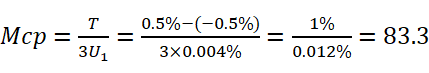 Mcp = T / 3U₁ = 0.5%−(−0.5%) / 3×0.004% = 1% / 0.012% = 83.3